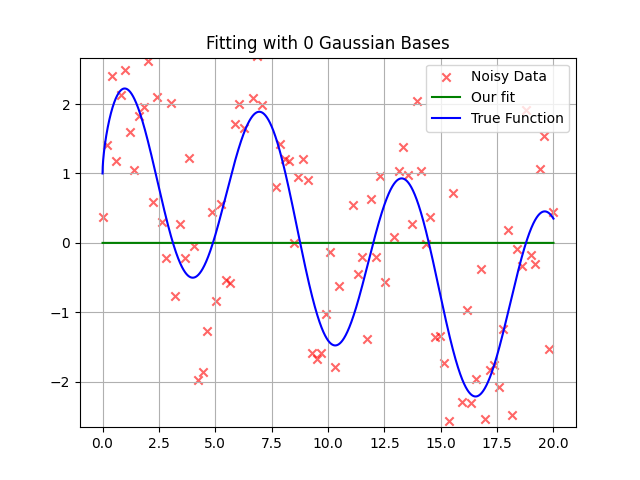 Fitting with 0 Gaussian Bases
Noisy Data
Our fit
True Function
2
1
0
−1
−2
0.0 2.5 5.0 7.5 10.0 12.5 15.0 17.5 20.0